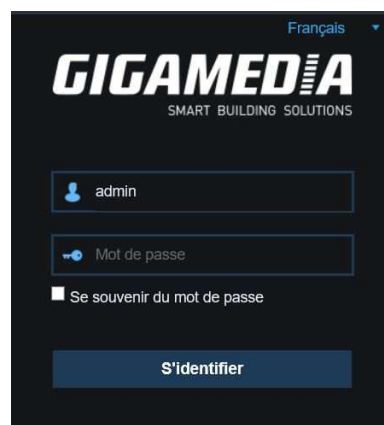 Français
GIGAMEDIA
SMART BUILDING SOLUTIONS
admin
Mot de passe
Se souvenir du mot de passe
S'identifier